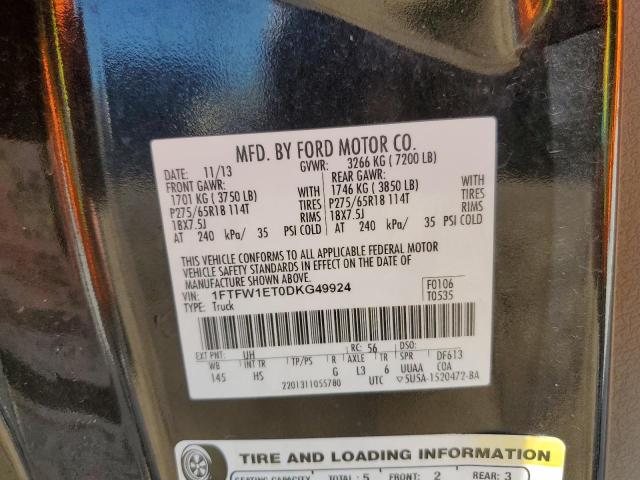 MFD. BY FORD MOTOR CO.
DATE: 11/13 GVWR: 3266 KG ( 7200 LB)
FRONT GAWR: REAR GAWR:
1701 KG ( 3750 LB) WITH 1746 KG ( 3850 LB) WITH
P275/65R18 114T TIRES P275/65R18 114T TIRES
18X7.5J RIMS 18X7.5J RIMS
AT 240 kPa/ 35 PSI COLD AT 240 kPa/ 35 PSI COLD
THIS VEHICLE CONFORMS TO ALL APPLICABLE FEDERAL MOTOR
VEHICLE SAFETY STANDARDS IN EFFECT ON THE DATE OF
MANUFACTURE SHOWN ABOVE.
VIN: 1FTFW1ET0DKG49924 F0106
TYPE: Truck T0535
EXT PNT: UH RC: 56 DSO: DF613
WB INT TR TP/PS R AXLE TR SPR COA
145 HS G L3 6 UUAA
2201311055780 UTC 5U5A-1520472-BA
TIRE AND LOADING INFORMATION
SEATING CAPACITY TOTAL: 5 FRONT: 2 REAR: 3